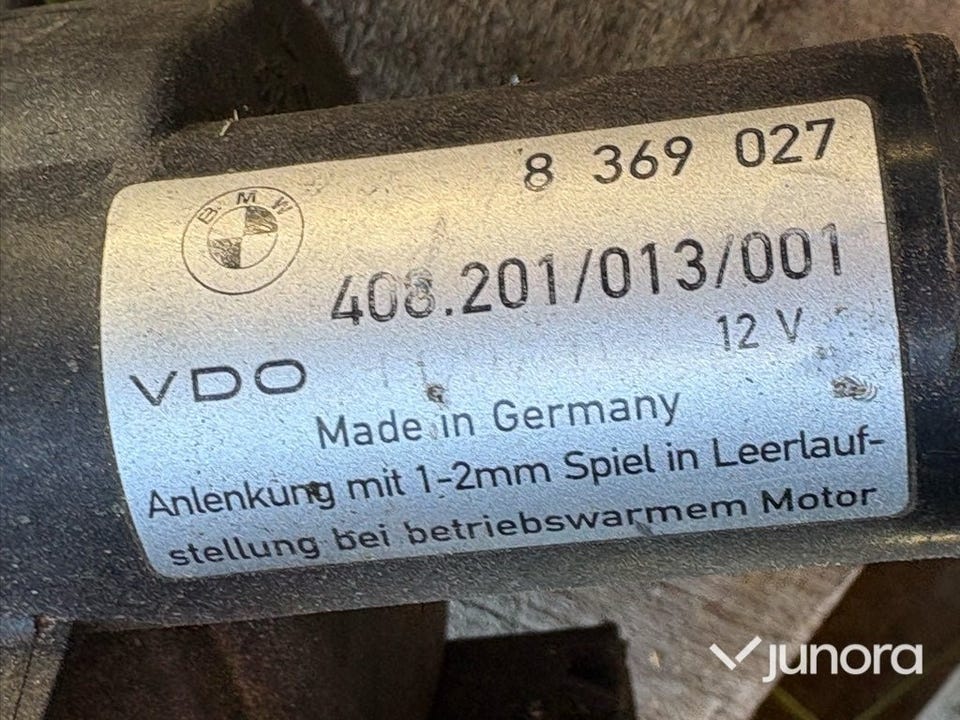 8 369 027
BMW
408.201/013/001
12 V
VDO
Made in Germany
Anlenkung mit 1-2mm Spiel in Leerlauf-
stellung bei betriebswarmem Motor
junora